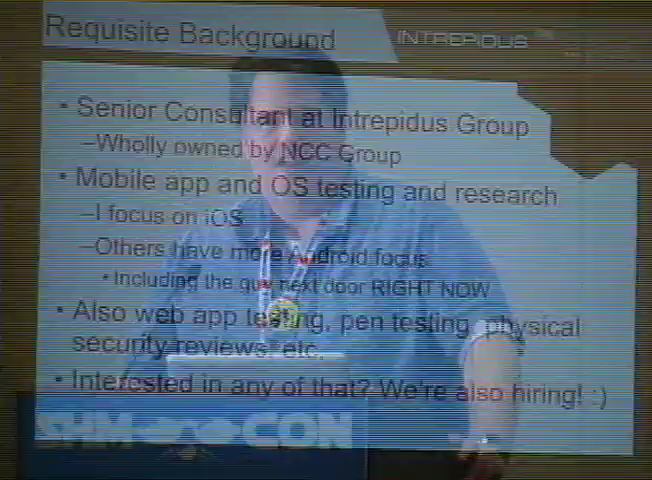 Requisite Background
INTREPIDUS
• Senior Consultant at Intrepidus Group
–Wholly owned by NCC Group
• Mobile app and OS testing and research
–I focus on iOS
–Others have more Android focus
• Including the guy next door RIGHT NOW
• Also web app testing, pen testing, physical
security reviews, etc.
• Interested in any of that? We're also hiring! :)
SHMOOCON